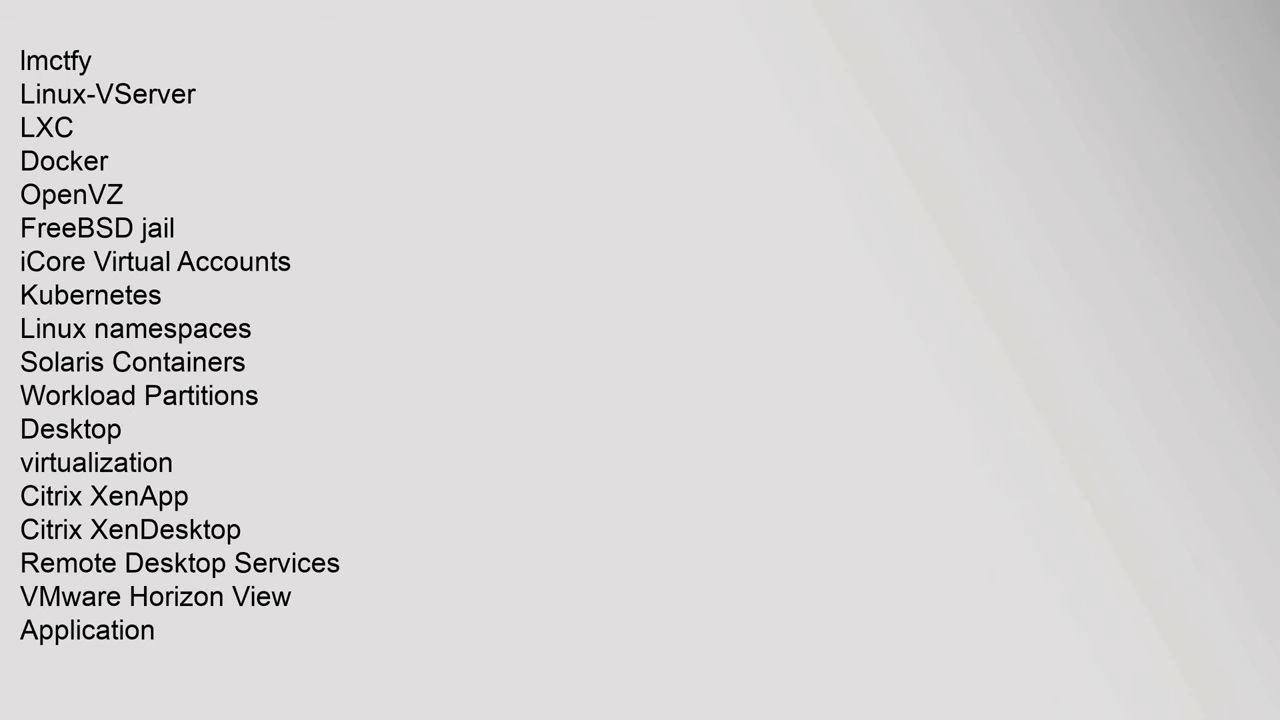 lmctfy
Linux-VServer
LXC
Docker
OpenVZ
FreeBSD jail
iCore Virtual Accounts
Kubernetes
Linux namespaces
Solaris Containers
Workload Partitions
Desktop
virtualization
Citrix XenApp
Citrix XenDesktop
Remote Desktop Services
VMware Horizon View
Application